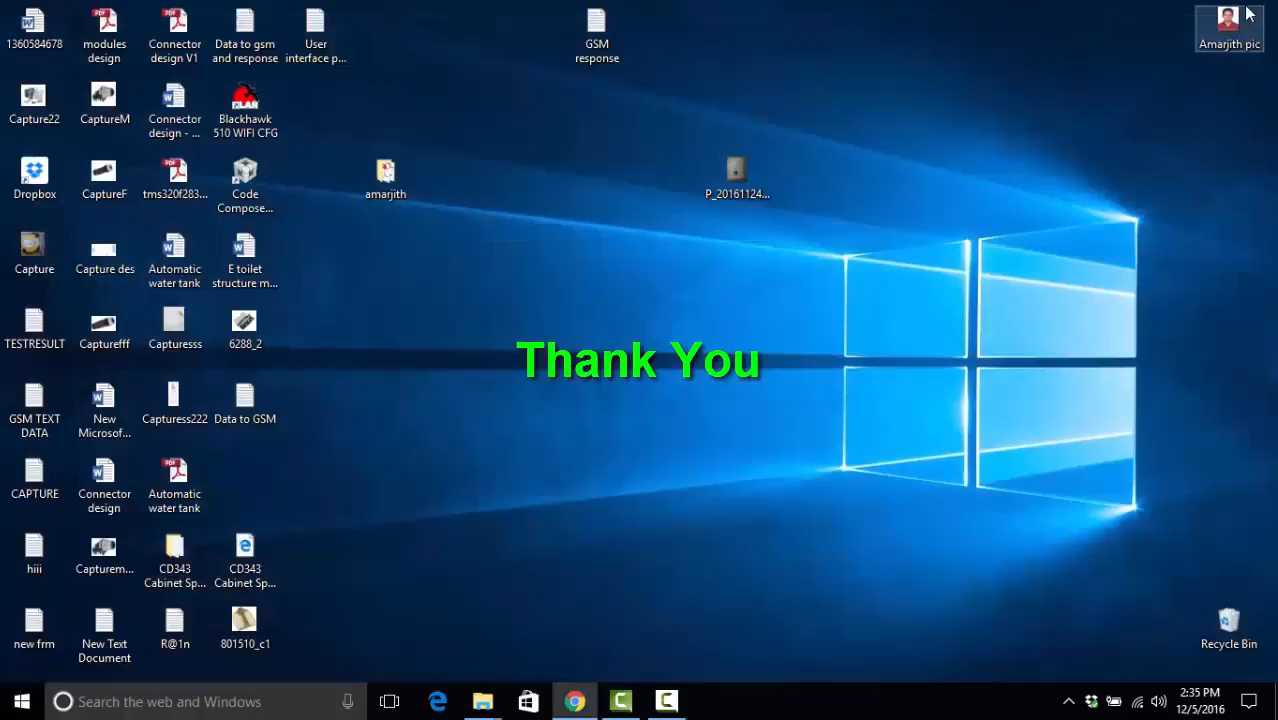 1360584678
modules
design
Connector
design V1
Data to gsm
and response
User
interface p...
GSM
response
Amarjith pic
Capture22
CaptureM
Connector
design - ...
Blackhawk
510 WIFI CFG
Dropbox
CaptureF
tms320f283...
Code
Compose...
amarjith
P_20161124...
Capture
Capture des
Automatic
water tank
E toilet
structure m...
TESTRESULT
Capturefff
Capturesss
6288_2
Thank You
GSM TEXT
DATA
New
Microsof...
Capturess222
Data to GSM
CAPTURE
Connector
design
Automatic
water tank
hiii
Capturem...
CD343
Cabinet Sp...
CD343
Cabinet Sp...
new frm
New Text
Document
R@1n
801510_c1
Recycle Bin
Search the web and Windows
2:35 PM
12/5/2016